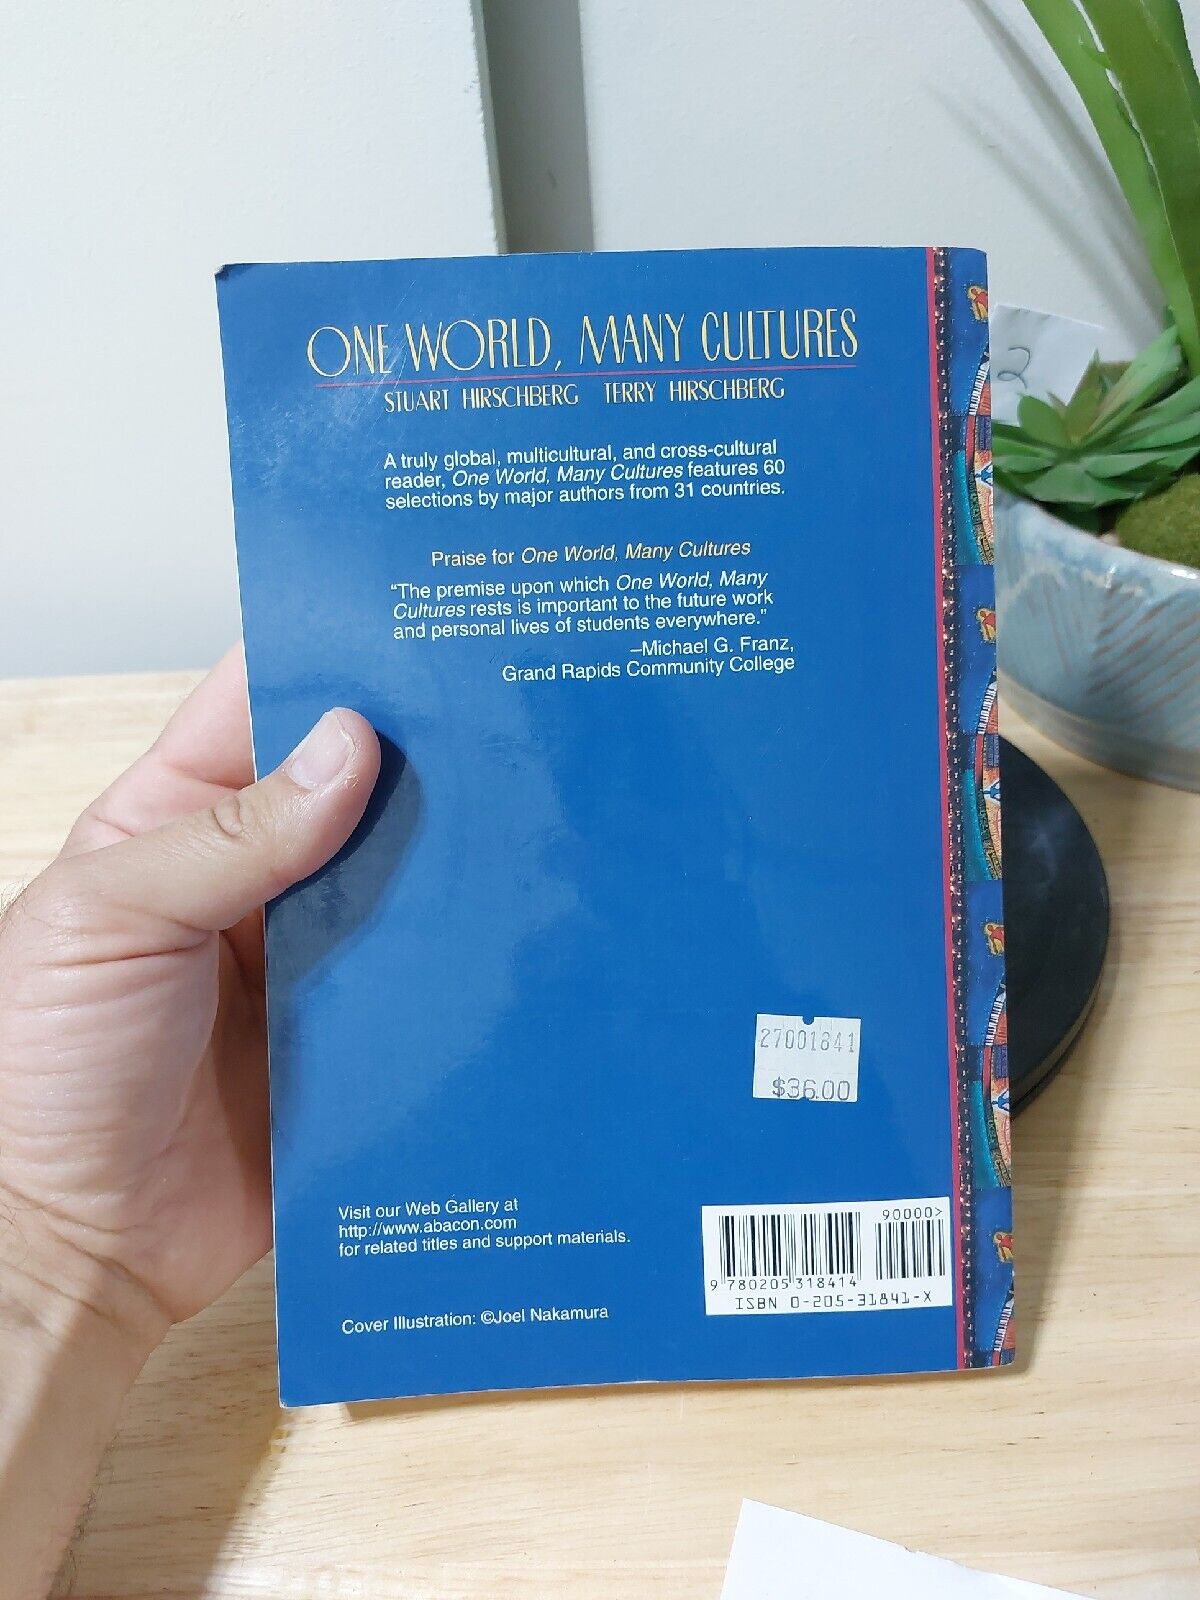 ONE WORLD, MANY CULTURES
STUART HIRSCHBERG TERRY HIRSCHBERG
A truly global, multicultural, and cross-cultural
reader, One World, Many Cultures features 60
selections by major authors from 31 countries.
Praise for One World, Many Cultures
“The premise upon which One World, Many
Cultures rests is important to the future work
and personal lives of students everywhere.”
–Michael G. Franz,
Grand Rapids Community College
2
27001841
$36.00
Visit our Web Gallery at
http://www.abacon.com
for related titles and support materials.
Cover Illustration: ©Joel Nakamura
90000>
9 780205 318414
ISBN 0-205-31841-X